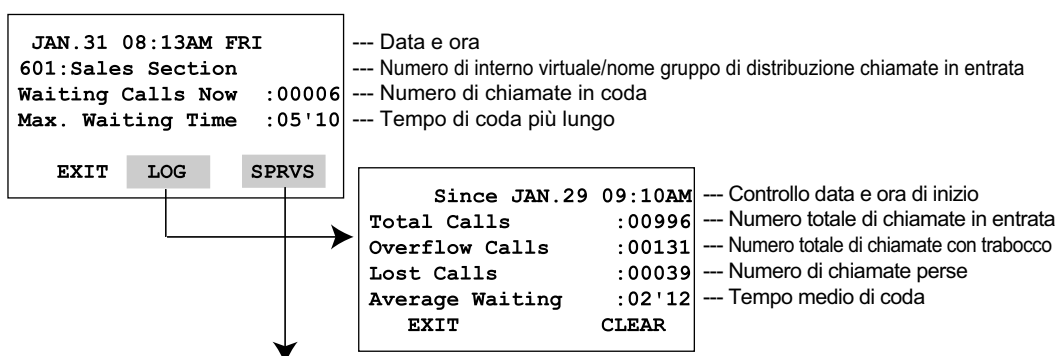 JAN.31 08:13AM FRI --- Data e ora
601:Sales Section --- Numero di interno virtuale/nome gruppo di distribuzione chiamate in entrata
Waiting Calls Now :00006 --- Numero di chiamate in coda
Max. Waiting Time :05'10 --- Tempo di coda più lungo
EXIT LOG SPRVS
Since JAN.29 09:10AM --- Controllo data e ora di inizio
Total Calls :00996 --- Numero totale di chiamate in entrata
Overflow Calls :00131 --- Numero totale di chiamate con trabocco
Lost Calls :00039 --- Numero di chiamate perse
Average Waiting :02'12 --- Tempo medio di coda
EXIT CLEAR